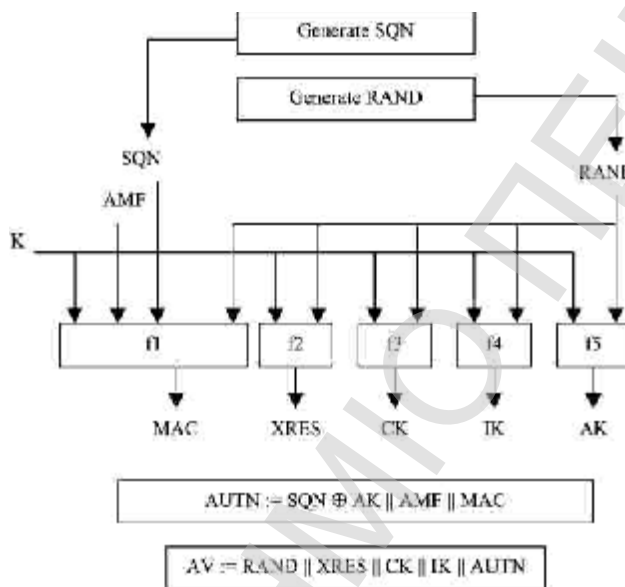 Generate SQN
Generate RAND
SQN
RAND
AMF
K
f1 f2 f3 f4 f5
MAC XRES CK IK AK
AUTN := SQN ⊕ AK || AMF || MAC
AV := RAND || XRES || CK || IK || AUTN